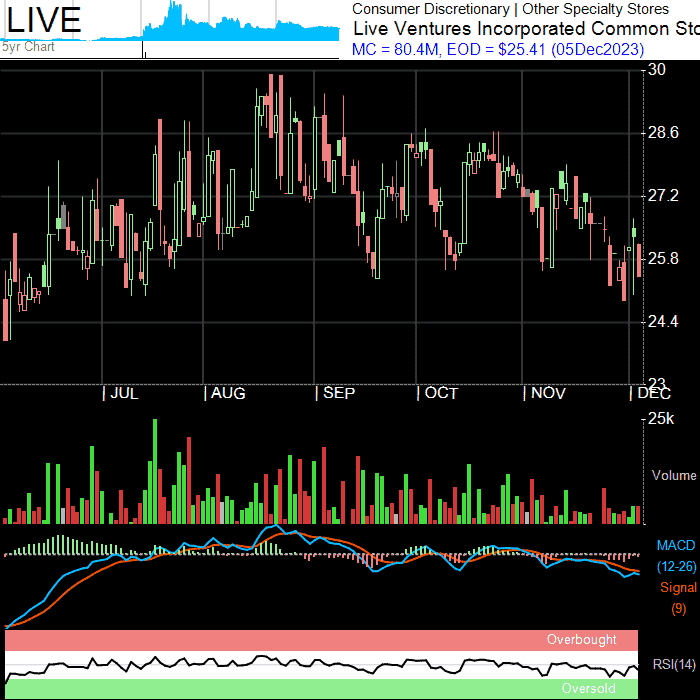 LIVE
5yr Chart
Consumer Discretionary | Other Specialty Stores
Live Ventures Incorporated Common Sto
MC = 80.4M, EOD = $25.41 (05Dec2023)
30
28.6
27.2
25.8
24.4
23
JUL
AUG
SEP
OCT
NOV
DEC
25k
Volume
MACD
(12-26)
Signal
(9)
Overbought
RSI(14)
Oversold